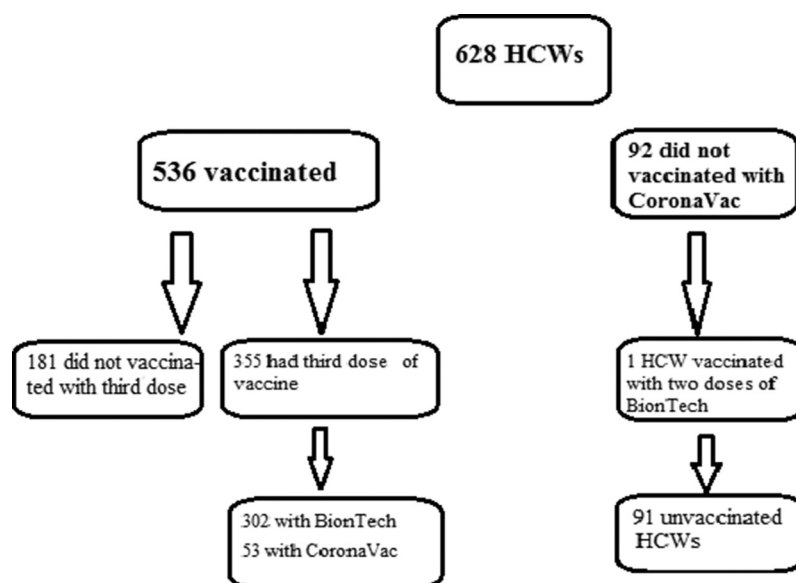 628 HCWs
536 vaccinated
92 did not
vaccinated with
CoronaVac
181 did not vaccina-
ted with third dose
355 had third dose of
vaccine
1 HCW vaccinated
with two doses of
BionTech
302 with BionTech
53 with CoronaVac
91 unvaccinated
HCWs